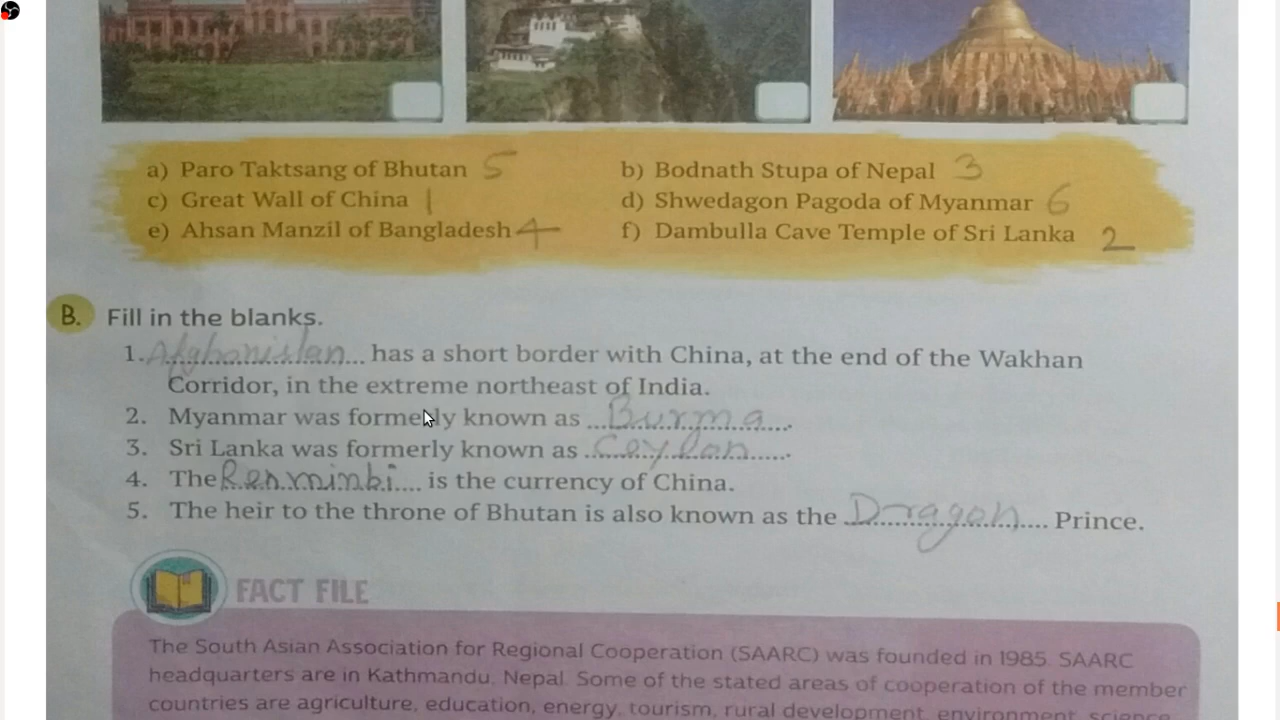 a) Paro Taktsang of Bhutan 5
b) Bodnath Stupa of Nepal 3
c) Great Wall of China 1
d) Shwedagon Pagoda of Myanmar 6
e) Ahsan Manzil of Bangladesh 4
f) Dambulla Cave Temple of Sri Lanka 2
B. Fill in the blanks.
1. Afghanistan has a short border with China, at the end of the Wakhan
Corridor, in the extreme northeast of India.
2. Myanmar was formerly known as Burma.
3. Sri Lanka was formerly known as Ceylon.
4. The Renminbi is the currency of China.
5. The heir to the throne of Bhutan is also known as the Dragon Prince.
FACT FILE
The South Asian Association for Regional Cooperation (SAARC) was founded in 1985. SAARC
headquarters are in Kathmandu, Nepal. Some of the stated areas of cooperation of the member
countries are agriculture, education, energy, tourism, rural development, environment, science